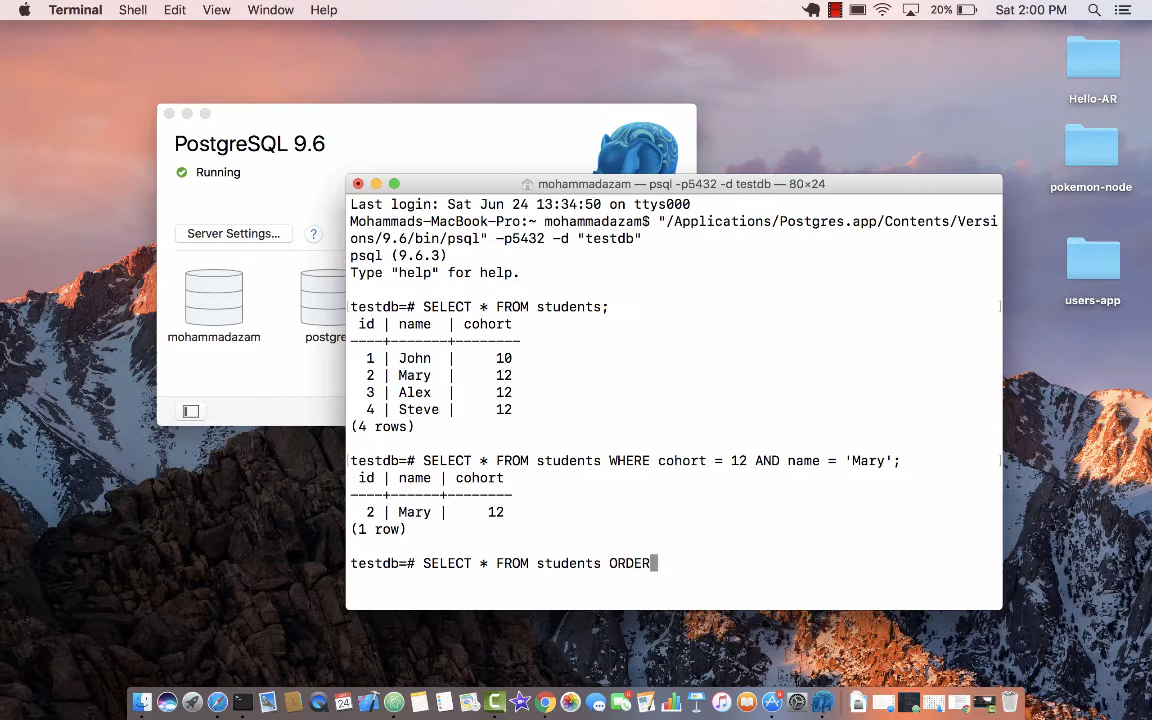 Terminal Shell Edit View Window Help 20% Sat 2:00 PM
Hello-AR
pokemon-node
users-app
PostgreSQL 9.6
Running
Server Settings... ?
mohammadazam postgre
mohammadazam — psql -p5432 -d testdb — 80×24
Last login: Sat Jun 24 13:34:50 on ttys000
Mohammads-MacBook-Pro:~ mohammadazam$ "/Applications/Postgres.app/Contents/Versi
ons/9.6/bin/psql" -p5432 -d "testdb"
psql (9.6.3)
Type "help" for help.
testdb=# SELECT * FROM students;
 id | name  | cohort
----+-------+--------
  1 | John  |     10
  2 | Mary  |     12
  3 | Alex  |     12
  4 | Steve |     12
(4 rows)
testdb=# SELECT * FROM students WHERE cohort = 12 AND name = 'Mary';
 id | name | cohort
----+------+--------
  2 | Mary |     12
(1 row)
testdb=# SELECT * FROM students ORDER